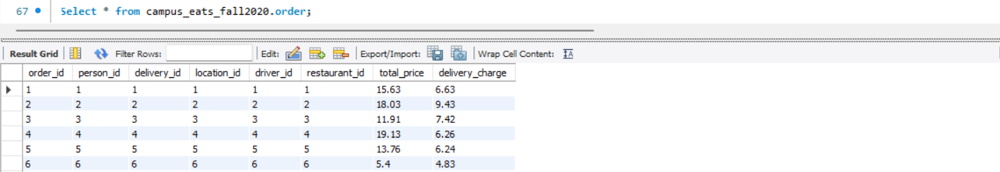 67 Select * from campus_eats_fall2020.order;
Result Grid Filter Rows: Edit: Export/Import: Wrap Cell Content: IA
order_id person_id delivery_id location_id driver_id restaurant_id total_price delivery_charge
1 1 1 1 1 1 15.63 6.63
2 2 2 2 2 2 18.03 9.43
3 3 3 3 3 3 11.91 7.42
4 4 4 4 4 4 19.13 6.26
5 5 5 5 5 5 13.76 6.24
6 6 6 6 6 6 5.4 4.83